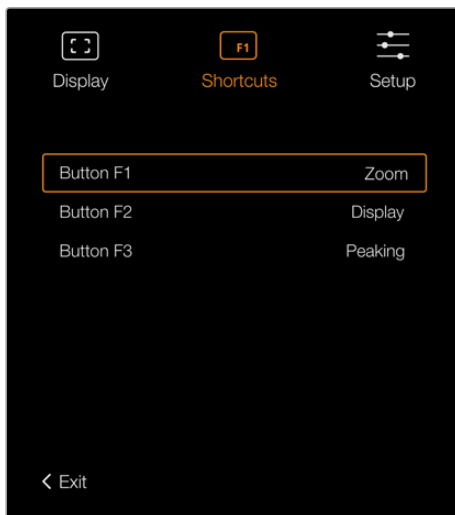 F1
Display Shortcuts Setup
Button F1 Zoom
Button F2 Display
Button F3 Peaking
Exit